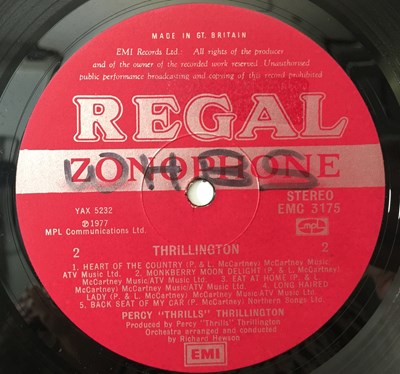 MADE IN GT. BRITAIN
EMI Records Ltd. All rights of the producer
and of the owner of the recorded work reserved. Unauthorised
public performance broadcasting and copying of this record prohibited
REGAL
ZONOPHONE
YAX 5232
℗1977
MPL Communications Ltd.
STEREO
EMC 3175
mpl
2 THRILLINGTON 2
1. HEART OF THE COUNTRY (P. & L. McCartney) McCartney Music/
ATV Music Ltd. 2. MONKBERRY MOON DELIGHT (P. & L. McCartney)
McCartney Music/ATV Music Ltd. 3. EAT AT HOME (P. & L.
McCartney) McCartney Music/ATV Music Ltd. 4. LONG HAIRED
LADY (P. & L. McCartney) McCartney Music/ATV Music Ltd.
5. BACK SEAT OF MY CAR (P. McCartney) Northern Songs Ltd.
PERCY "THRILLS" THRILLINGTON
Produced by Percy "Thrills" Thrillington
Orchestra arranged and conducted
by Richard Hewson
EMI